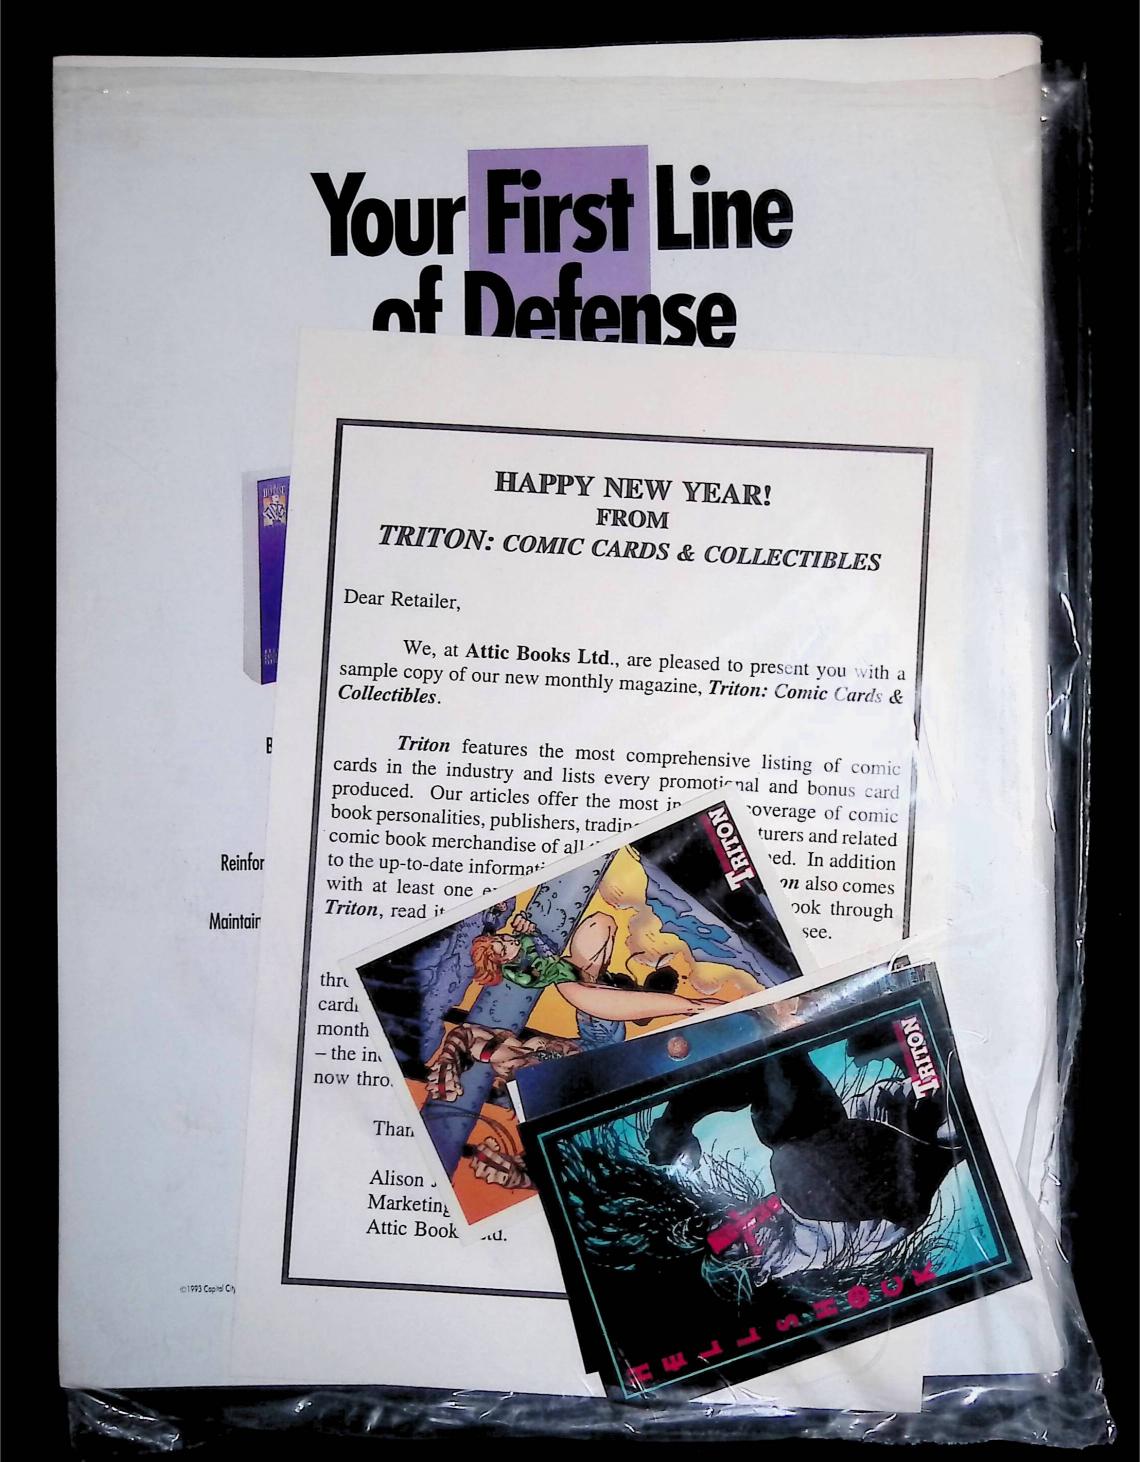 Your First Line
of Defense
HAPPY NEW YEAR!
FROM
TRITON: COMIC CARDS & COLLECTIBLES
Dear Retailer,
We, at Attic Books Ltd., are pleased to present you with a
sample copy of our new monthly magazine, Triton: Comic Cards &
Collectibles.
Triton features the most comprehensive listing of comic
cards in the industry and lists every promotional and bonus card
produced. Our articles offer the most in coverage of comic
book personalities, publishers, trading turers and related
comic book merchandise of all ed. In addition
to the up-to-date informati on also comes
with at least one ook through
Triton, read it see.
thro
card
month
– the in
now thro
Than
Alison
Marketing
Attic Book td.
B
Reinfor
Maintain
©1993 Capital City
TRITON
TRITON
HELLSHOCK